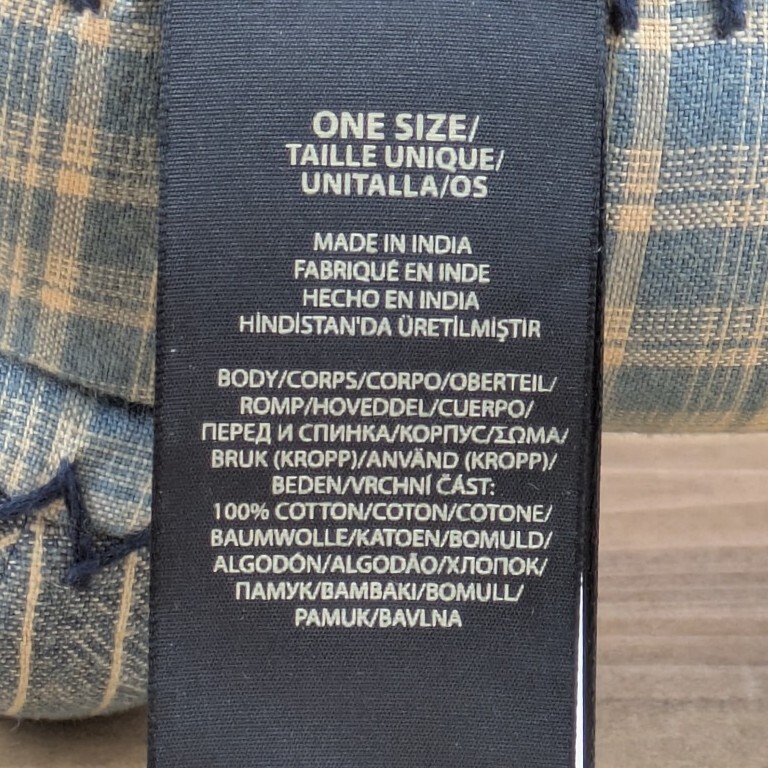 ONE SIZE/
TAILLE UNIQUE/
UNITALLA/OS
MADE IN INDIA
FABRIQUÉ EN INDE
HECHO EN INDIA
HİNDİSTAN'DA ÜRETİLMİŞTİR
BODY/CORPS/CORPO/OBERTEIL/
ROMP/HOVEDDEL/CUERPO/
ПЕРЕД И СПИНКА/КОРПУС/ΣΩΜΑ/
BRUK (KROPP)/ANVÄND (KROPP)/
BEDEN/VRCHNÍ ČÁST:
100% COTTON/COTON/COTONE/
BAUMWOLLE/KATOEN/BOMULD/
ALGODÓN/ALGODÃO/ХЛОПОК/
ПАМУК/ΒΑΜΒΑΚΙ/BOMULL/
PAMUK/BAVLNA